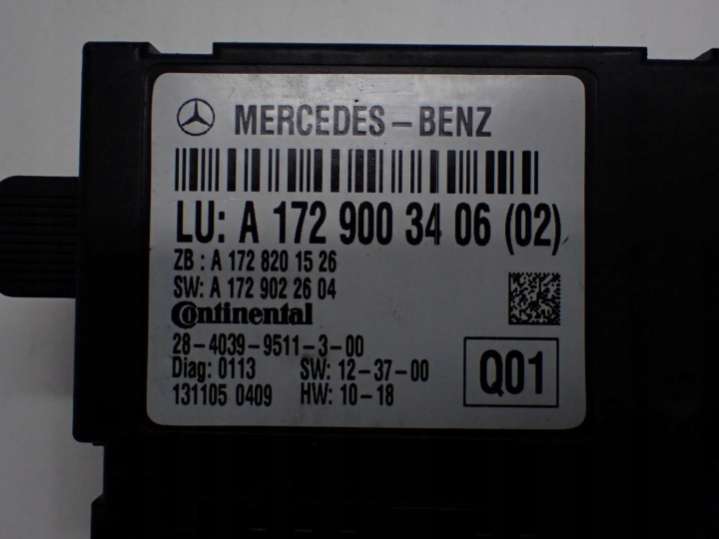 MERCEDES-BENZ
LU: A 172 900 34 06 (02)
ZB : A 172 820 15 26
SW: A 172 902 26 04
Continental
28-4039-9511-3-00
Diag: 0113 SW: 12-37-00
131105 0409 HW: 10-18
Q01